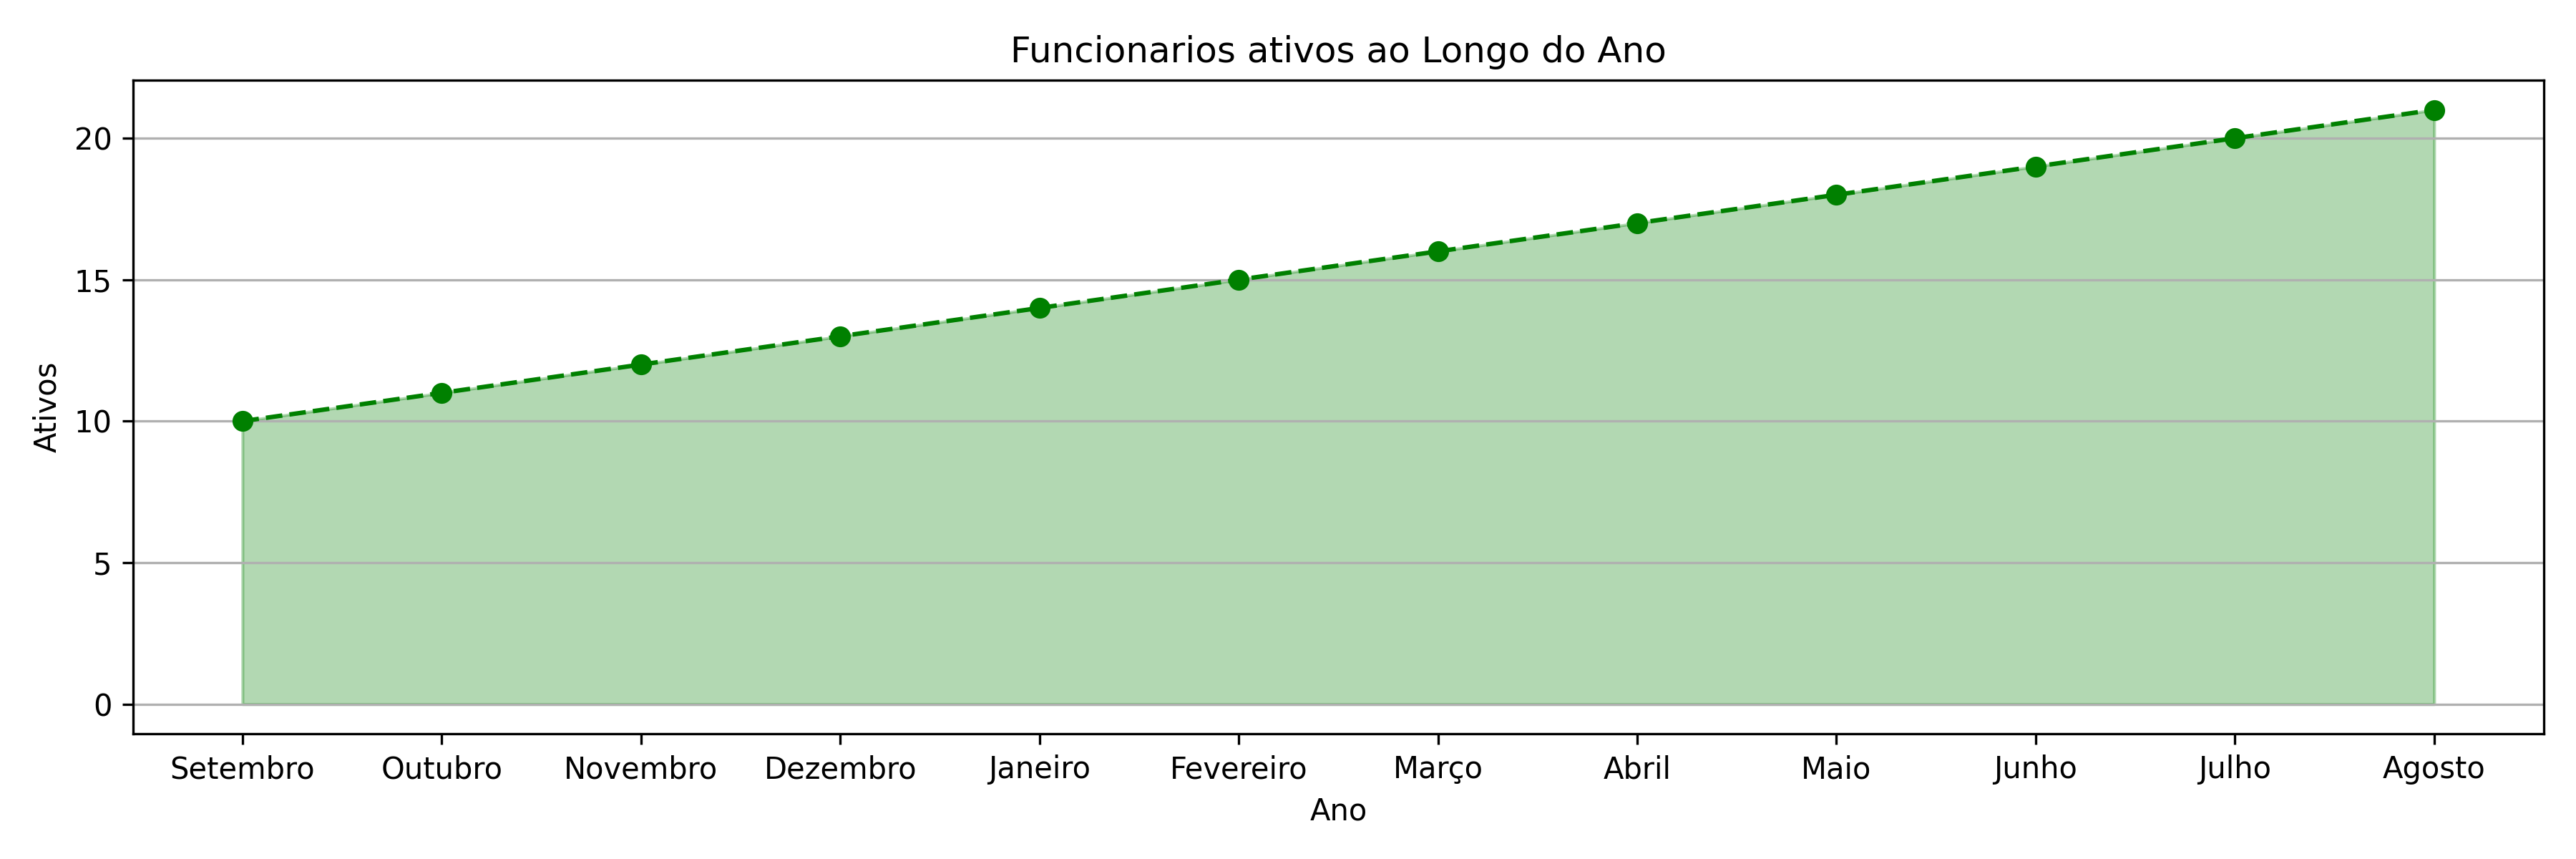 Funcionarios ativos ao Longo do Ano
Ativos
20
15
10
5
0
Setembro Outubro Novembro Dezembro Janeiro Fevereiro Março Abril Maio Junho Julho Agosto
Ano